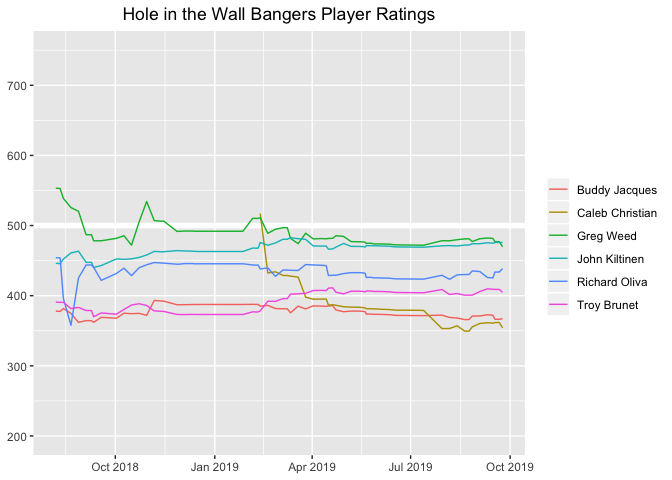 Hole in the Wall Bangers Player Ratings
700
600
500
400
300
200
Oct 2018
Jan 2019
Apr 2019
Jul 2019
Oct 2019
Buddy Jacques
Caleb Christian
Greg Weed
John Kiltinen
Richard Oliva
Troy Brunet